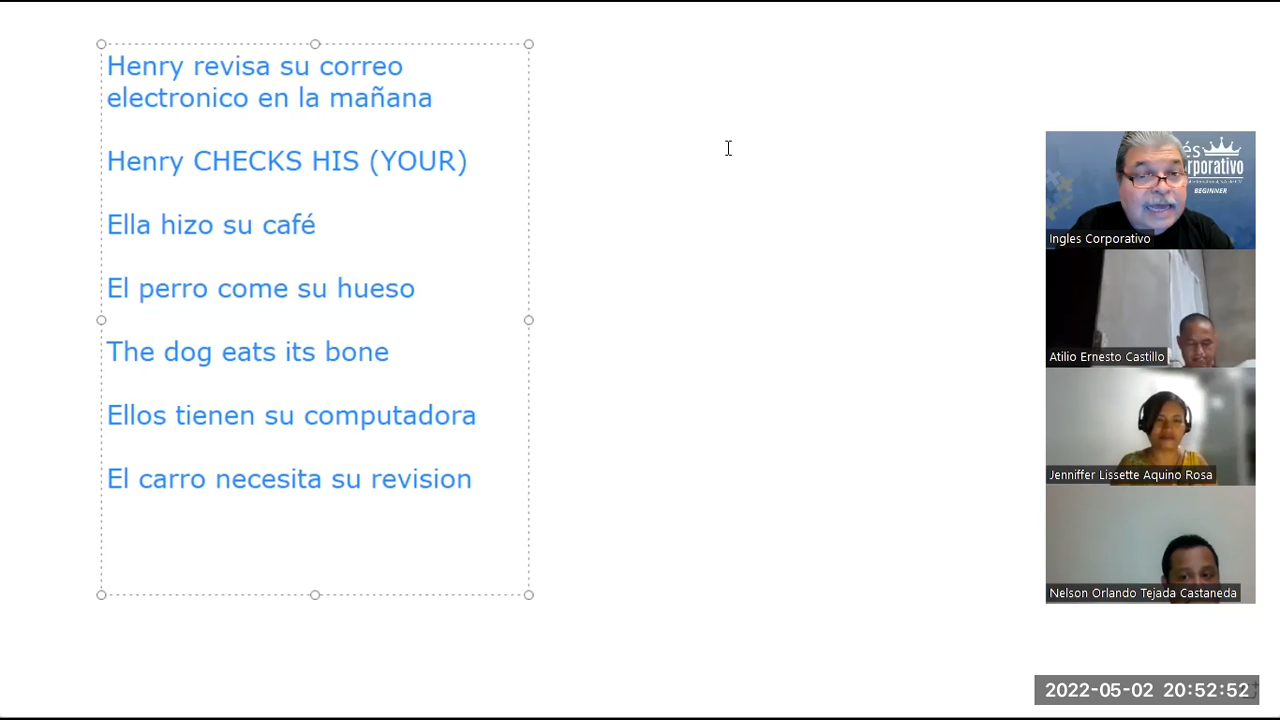 Henry revisa su correo
electronico en la mañana
Henry CHECKS HIS (YOUR)
Ella hizo su café
El perro come su hueso
The dog eats its bone
Ellos tienen su computadora
El carro necesita su revision
BEGINNER
Ingles Corporativo
Atilio Ernesto Castillo
Jenniffer Lissette Aquino Rosa
Nelson Orlando Tejada Castaneda
2022-05-02 20:52:52